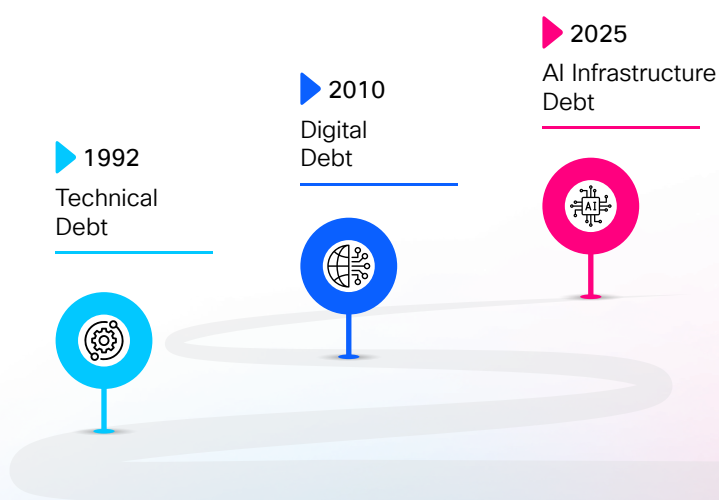 1992
Technical
Debt
2010
Digital
Debt
2025
AI Infrastructure
Debt
AI